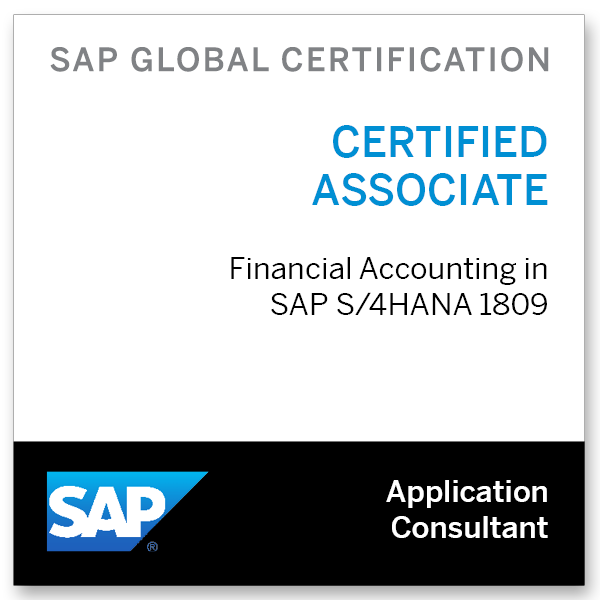 SAP GLOBAL CERTIFICATION
CERTIFIED
ASSOCIATE
Financial Accounting in
SAP S/4HANA 1809
SAP®
Application
Consultant